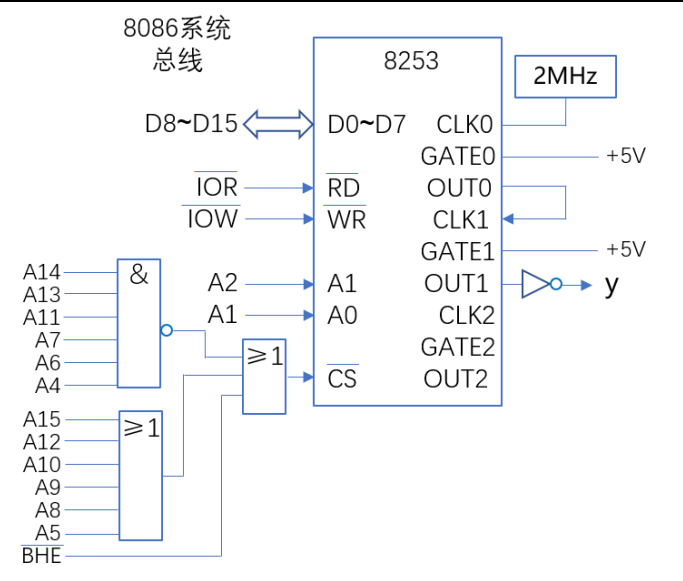 8086系统
总线
8253
2MHz
D8~D15
D0~D7
CLK0
GATE0
+5V
IOR
RD
OUT0
IOW
WR
CLK1
GATE1
+5V
A2
A1
OUT1
y
A1
A0
CLK2
GATE2
CS
OUT2
A14
A13
A11
A7
A6
A4
&
≥1
A15
A12
A10
A9
A8
A5
BHE
≥1